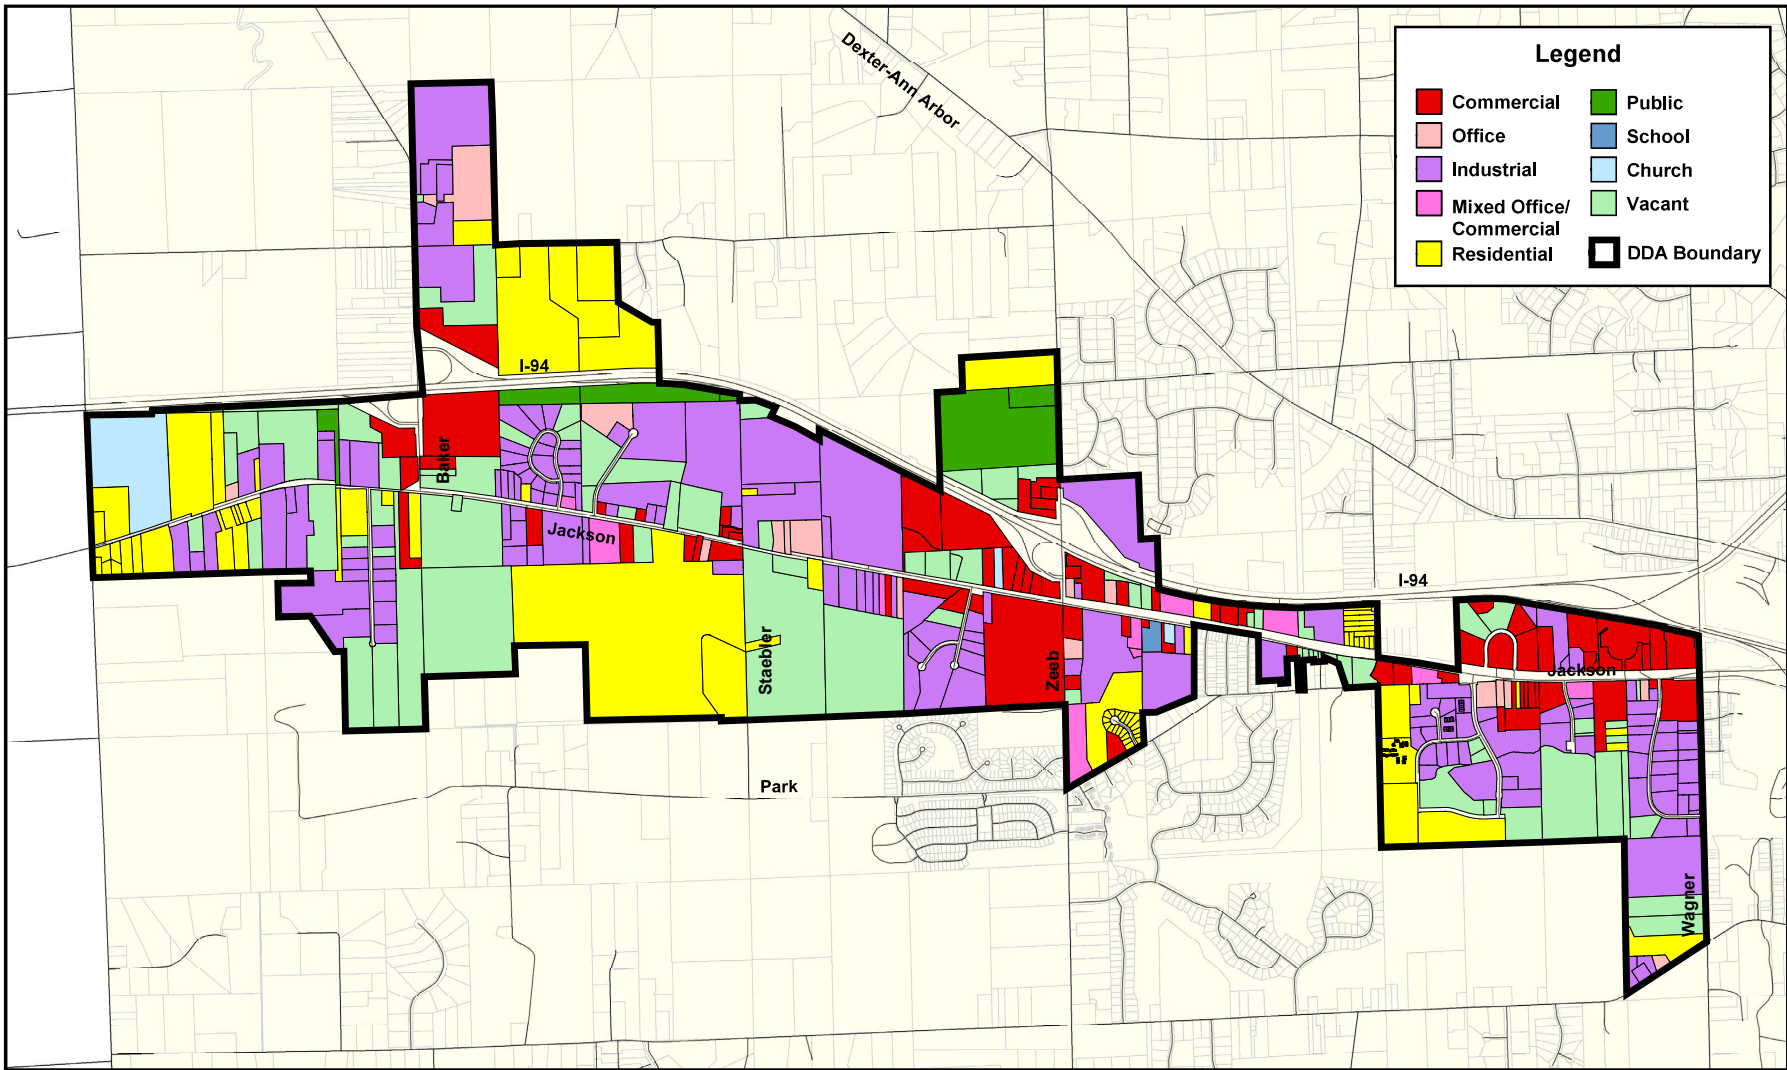 Legend
Commercial
Office
Industrial
Mixed Office/
Commercial
Residential
Public
School
Church
Vacant
DDA Boundary
Dexter-Ann Arbor
I-94
Baker
Jackson
I-94
Staebler
Zeeb
Jackson
Park
Wagner